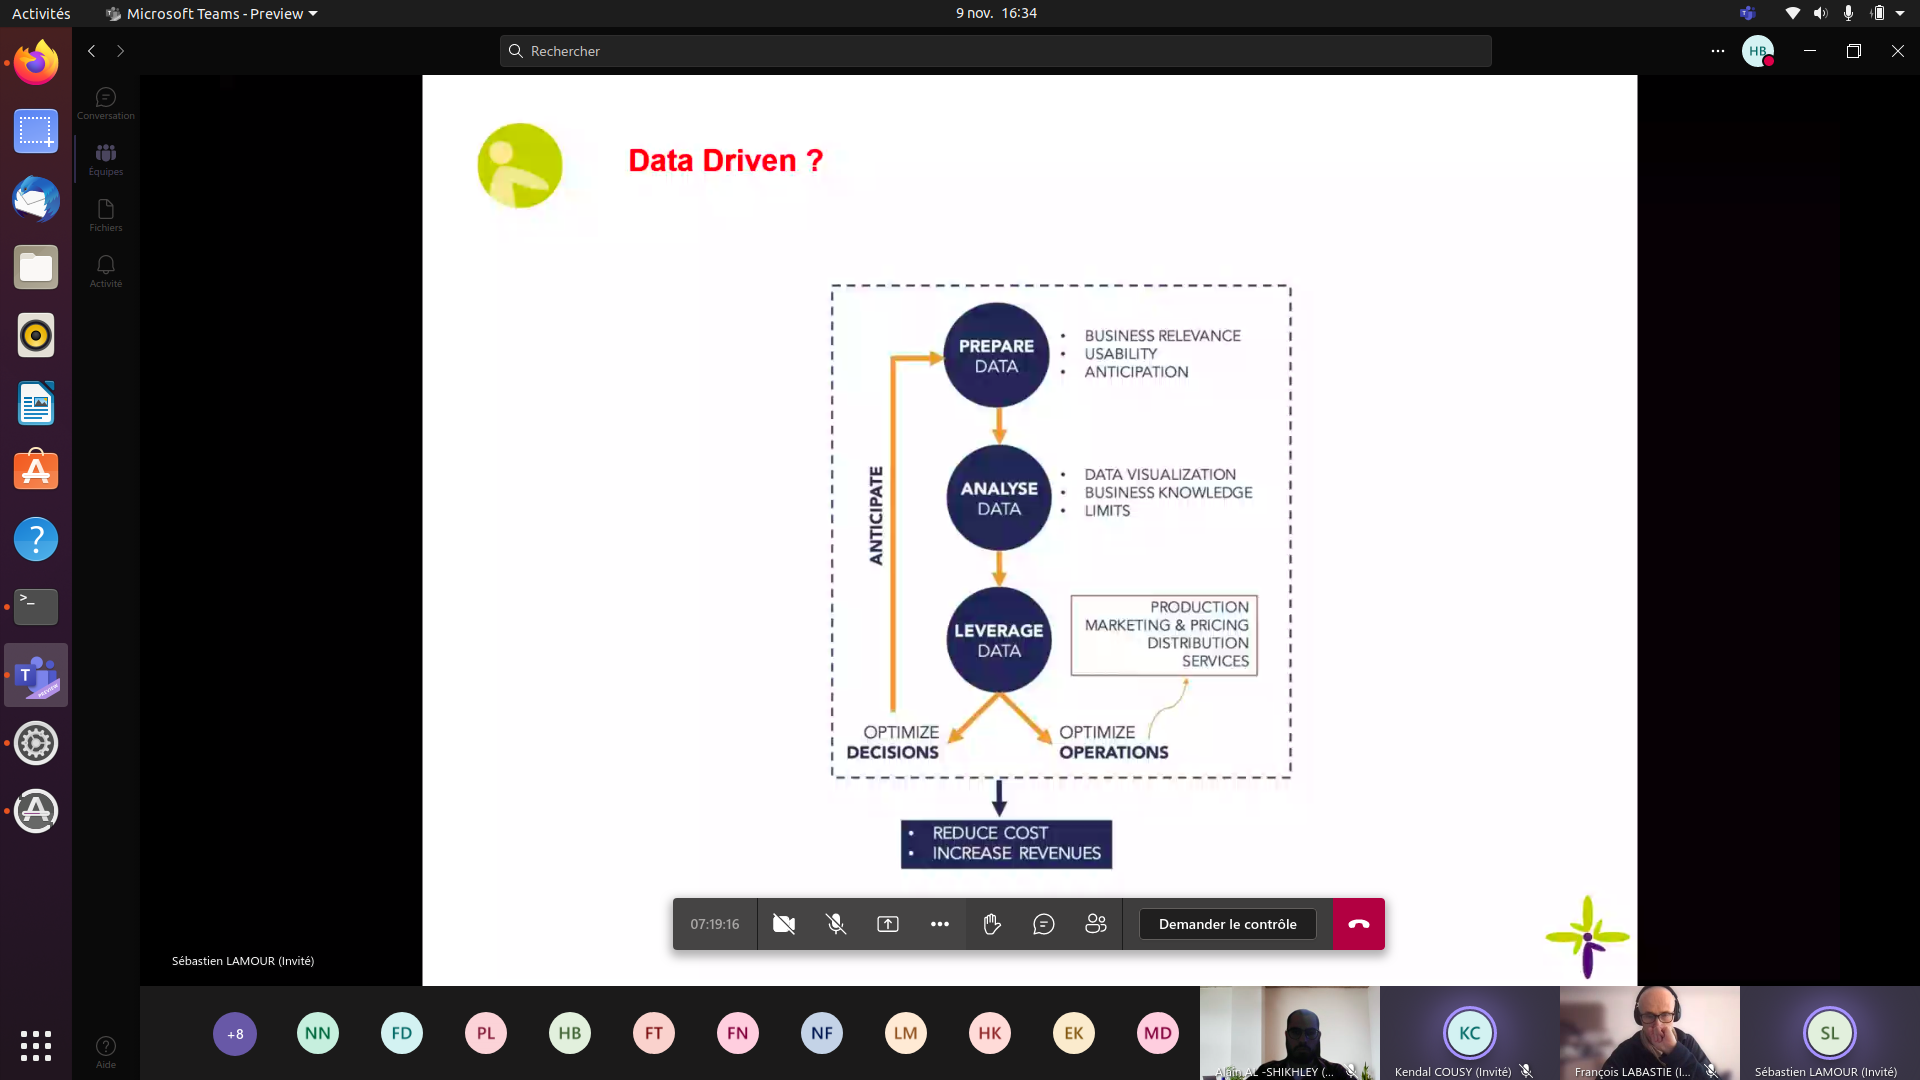 Activités
Microsoft Teams - Preview
9 nov. 16:34
Rechercher
HB
Conversation
Équipes
Fichiers
Activité
Aide
Data Driven ?
PREPARE
DATA
• BUSINESS RELEVANCE
• USABILITY
• ANTICIPATION
ANTICIPATE
ANALYSE
DATA
• DATA VISUALIZATION
• BUSINESS KNOWLEDGE
• LIMITS
LEVERAGE
DATA
PRODUCTION
MARKETING & PRICING
DISTRIBUTION
SERVICES
OPTIMIZE
DECISIONS
OPTIMIZE
OPERATIONS
• REDUCE COST
• INCREASE REVENUES
07:19:16
Demander le contrôle
Sébastien LAMOUR (Invité)
+8
NN
FD
PL
HB
FT
FN
NF
LM
HK
EK
MD
Alain AL -SHIKHLEY (...
KC
Kendal COUSY (Invité)
François LABASTIE (I...
SL
Sébastien LAMOUR (Invité)